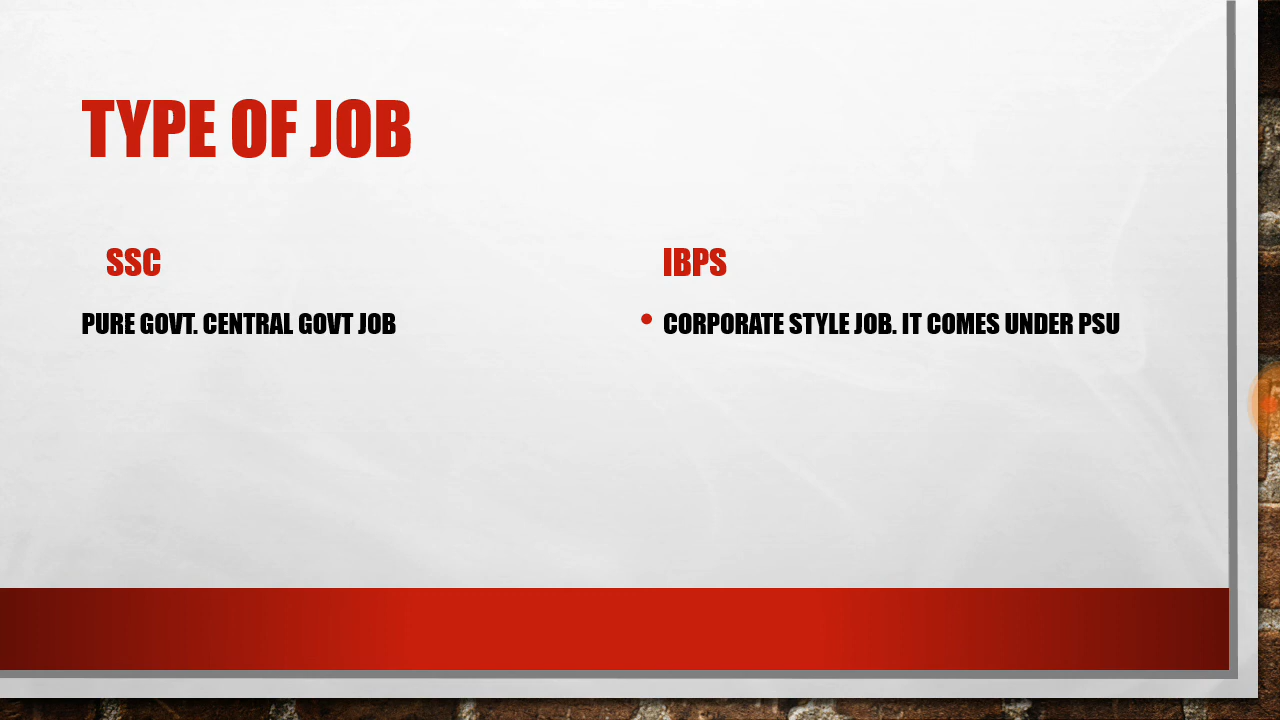 TYPE OF JOB
SSC
PURE GOVT. CENTRAL GOVT JOB
IBPS
• CORPORATE STYLE JOB. IT COMES UNDER PSU